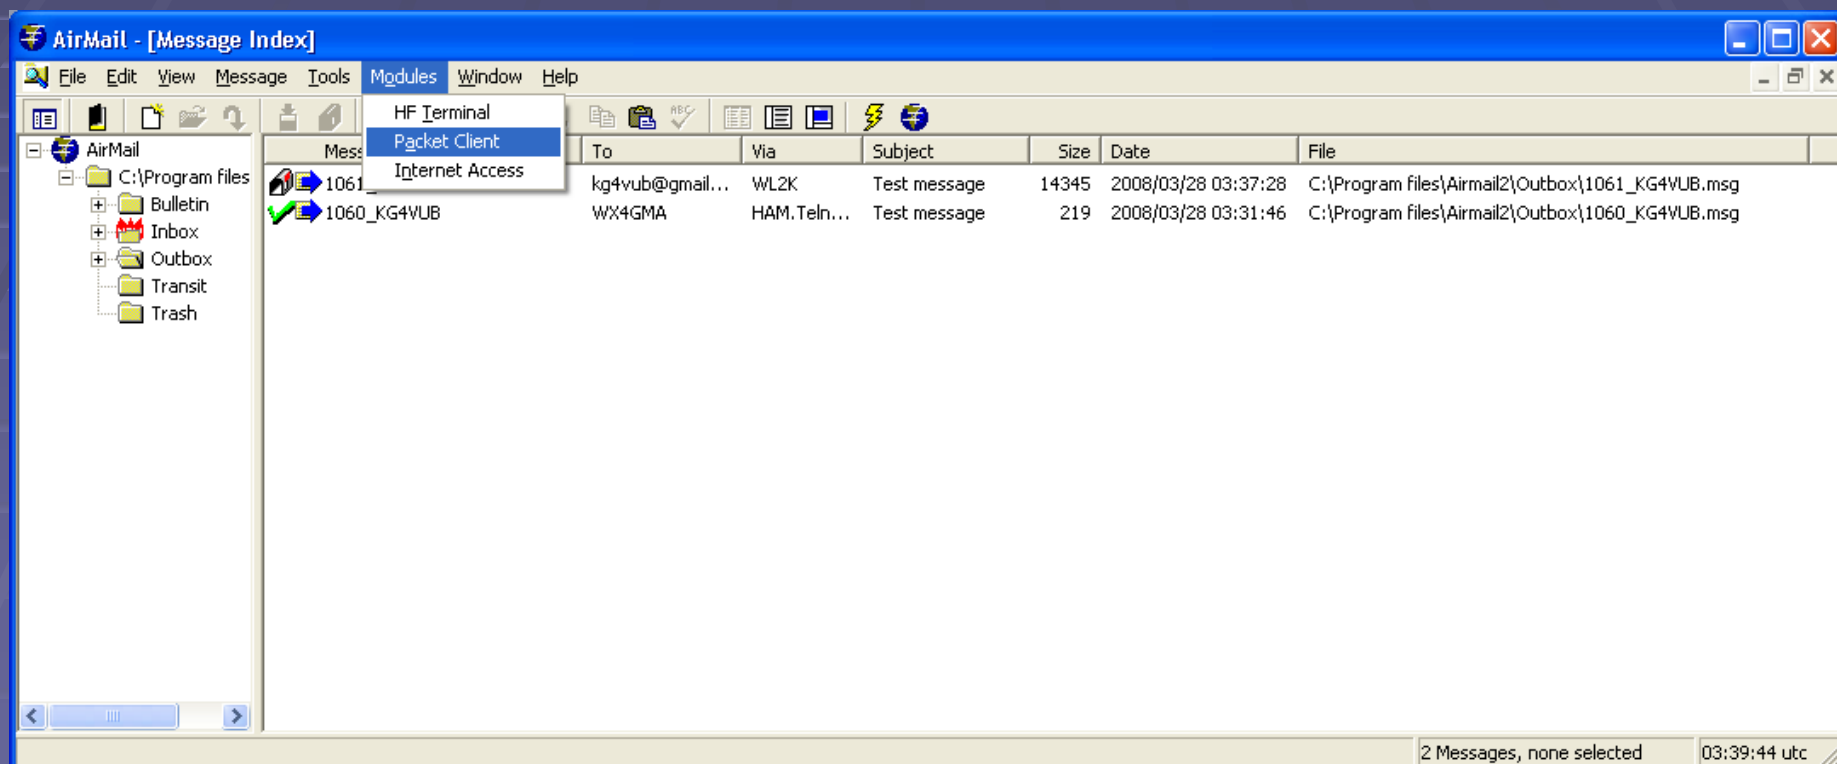 AirMail - [Message Index]
File Edit View Message Tools Modules Window Help
HF Terminal
Packet Client
Internet Access
AirMail
C:\Program files
Bulletin
Inbox
Outbox
Transit
Trash
Mess To Via Subject Size Date File
1061_ kg4vub@gmail... WL2K Test message 14345 2008/03/28 03:37:28 C:\Program files\Airmail2\Outbox\1061_KG4VUB.msg
1060_KG4VUB WX4GMA HAM.Teln... Test message 219 2008/03/28 03:31:46 C:\Program files\Airmail2\Outbox\1060_KG4VUB.msg
2 Messages, none selected 03:39:44 utc